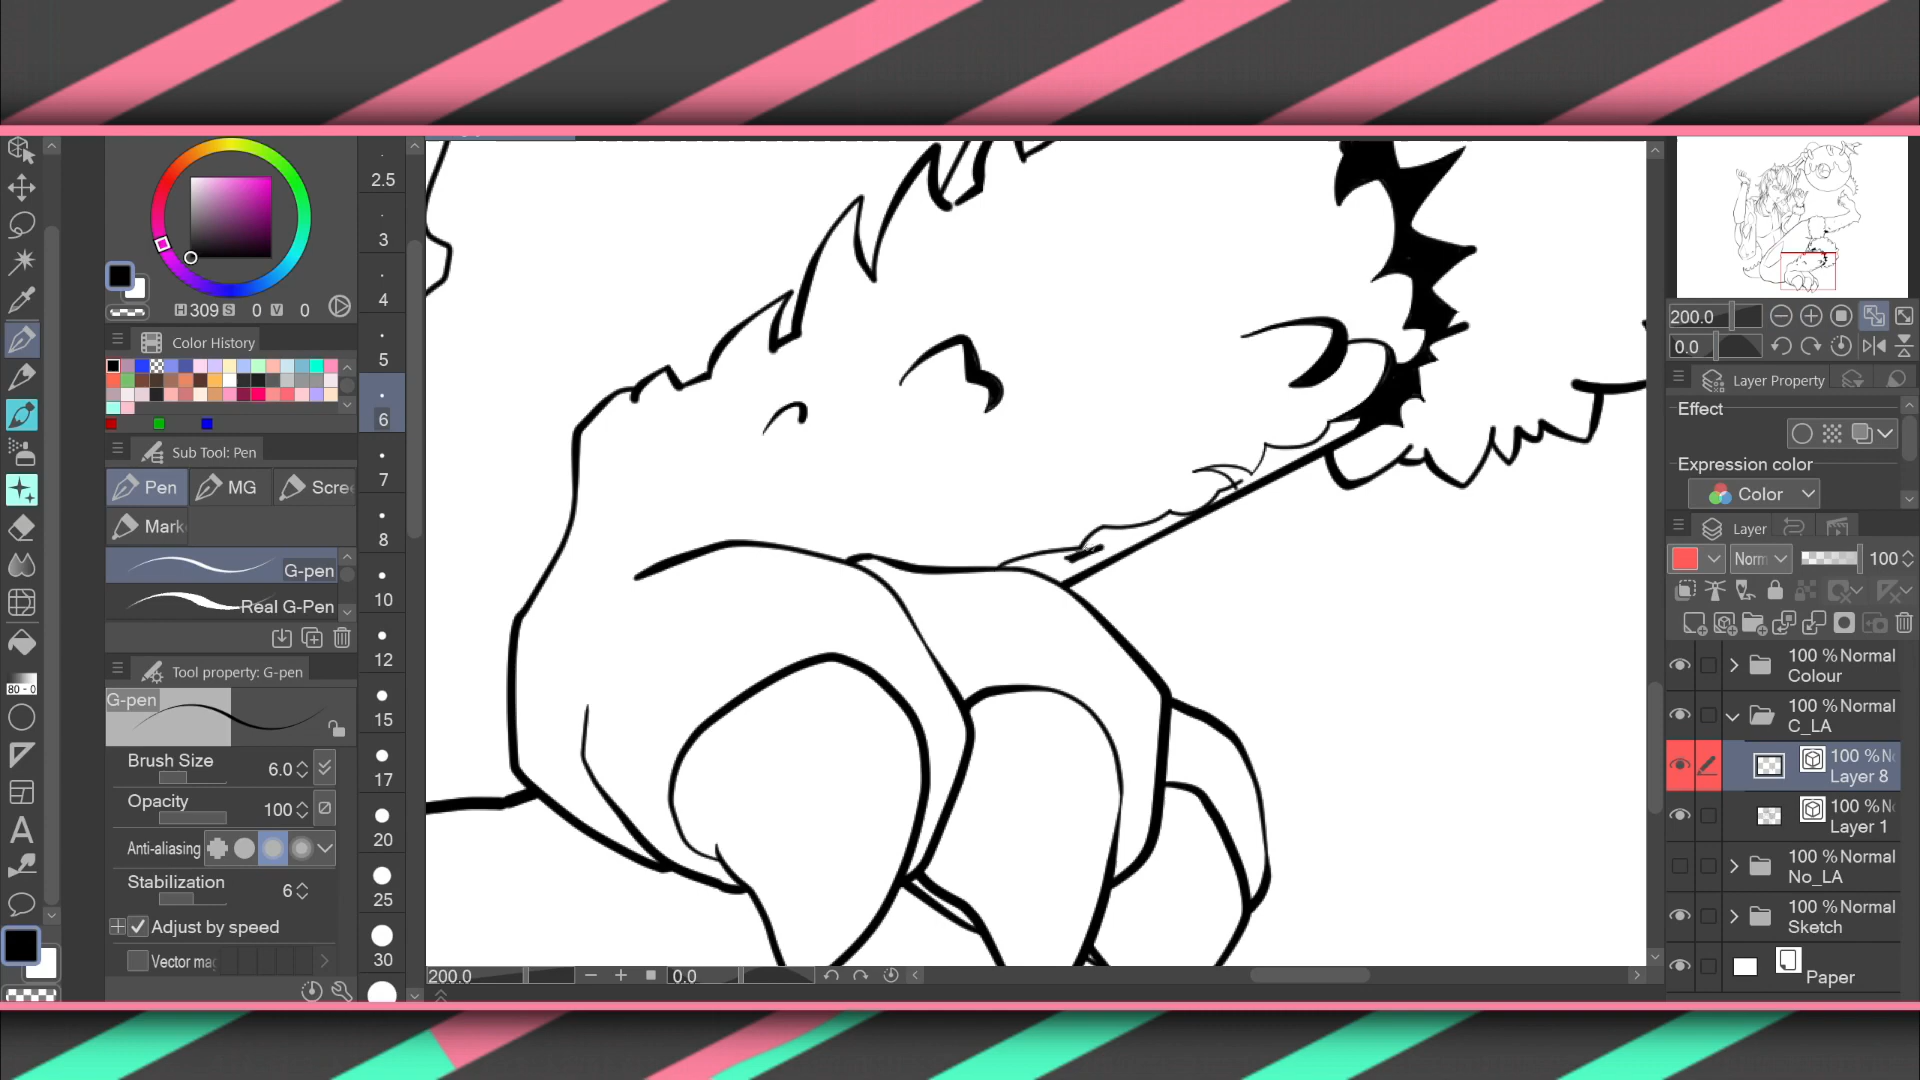 H 309 S 0 V 0
Color History
Sub Tool: Pen
Pen
MG
Scre
Mark
G-pen
Real G-Pen
Tool property: G-pen
G-pen
Brush Size 6.0
Opacity 100
Anti-aliasing
Stabilization 6
Adjust by speed
Vector mag
80 - 0
A
2.5
3
4
5
6
7
8
10
12
15
17
20
25
30
200.0 0.0
200.0
0.0
Layer Property
Effect
Expression color
Color
Layer
Norm 100
100 % Normal
Colour
100 % Normal
C_LA
100 % No
Layer 8
100 % No
Layer 1
100 % Normal
No_LA
100 % Normal
Sketch
Paper